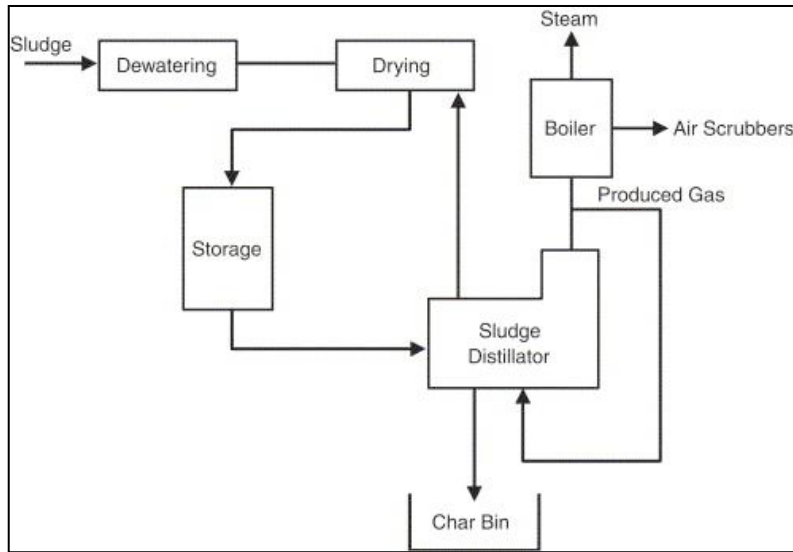 Steam
Sludge
Dewatering
Drying
Boiler
Air Scrubbers
Produced Gas
Storage
Sludge
Distillator
Char Bin